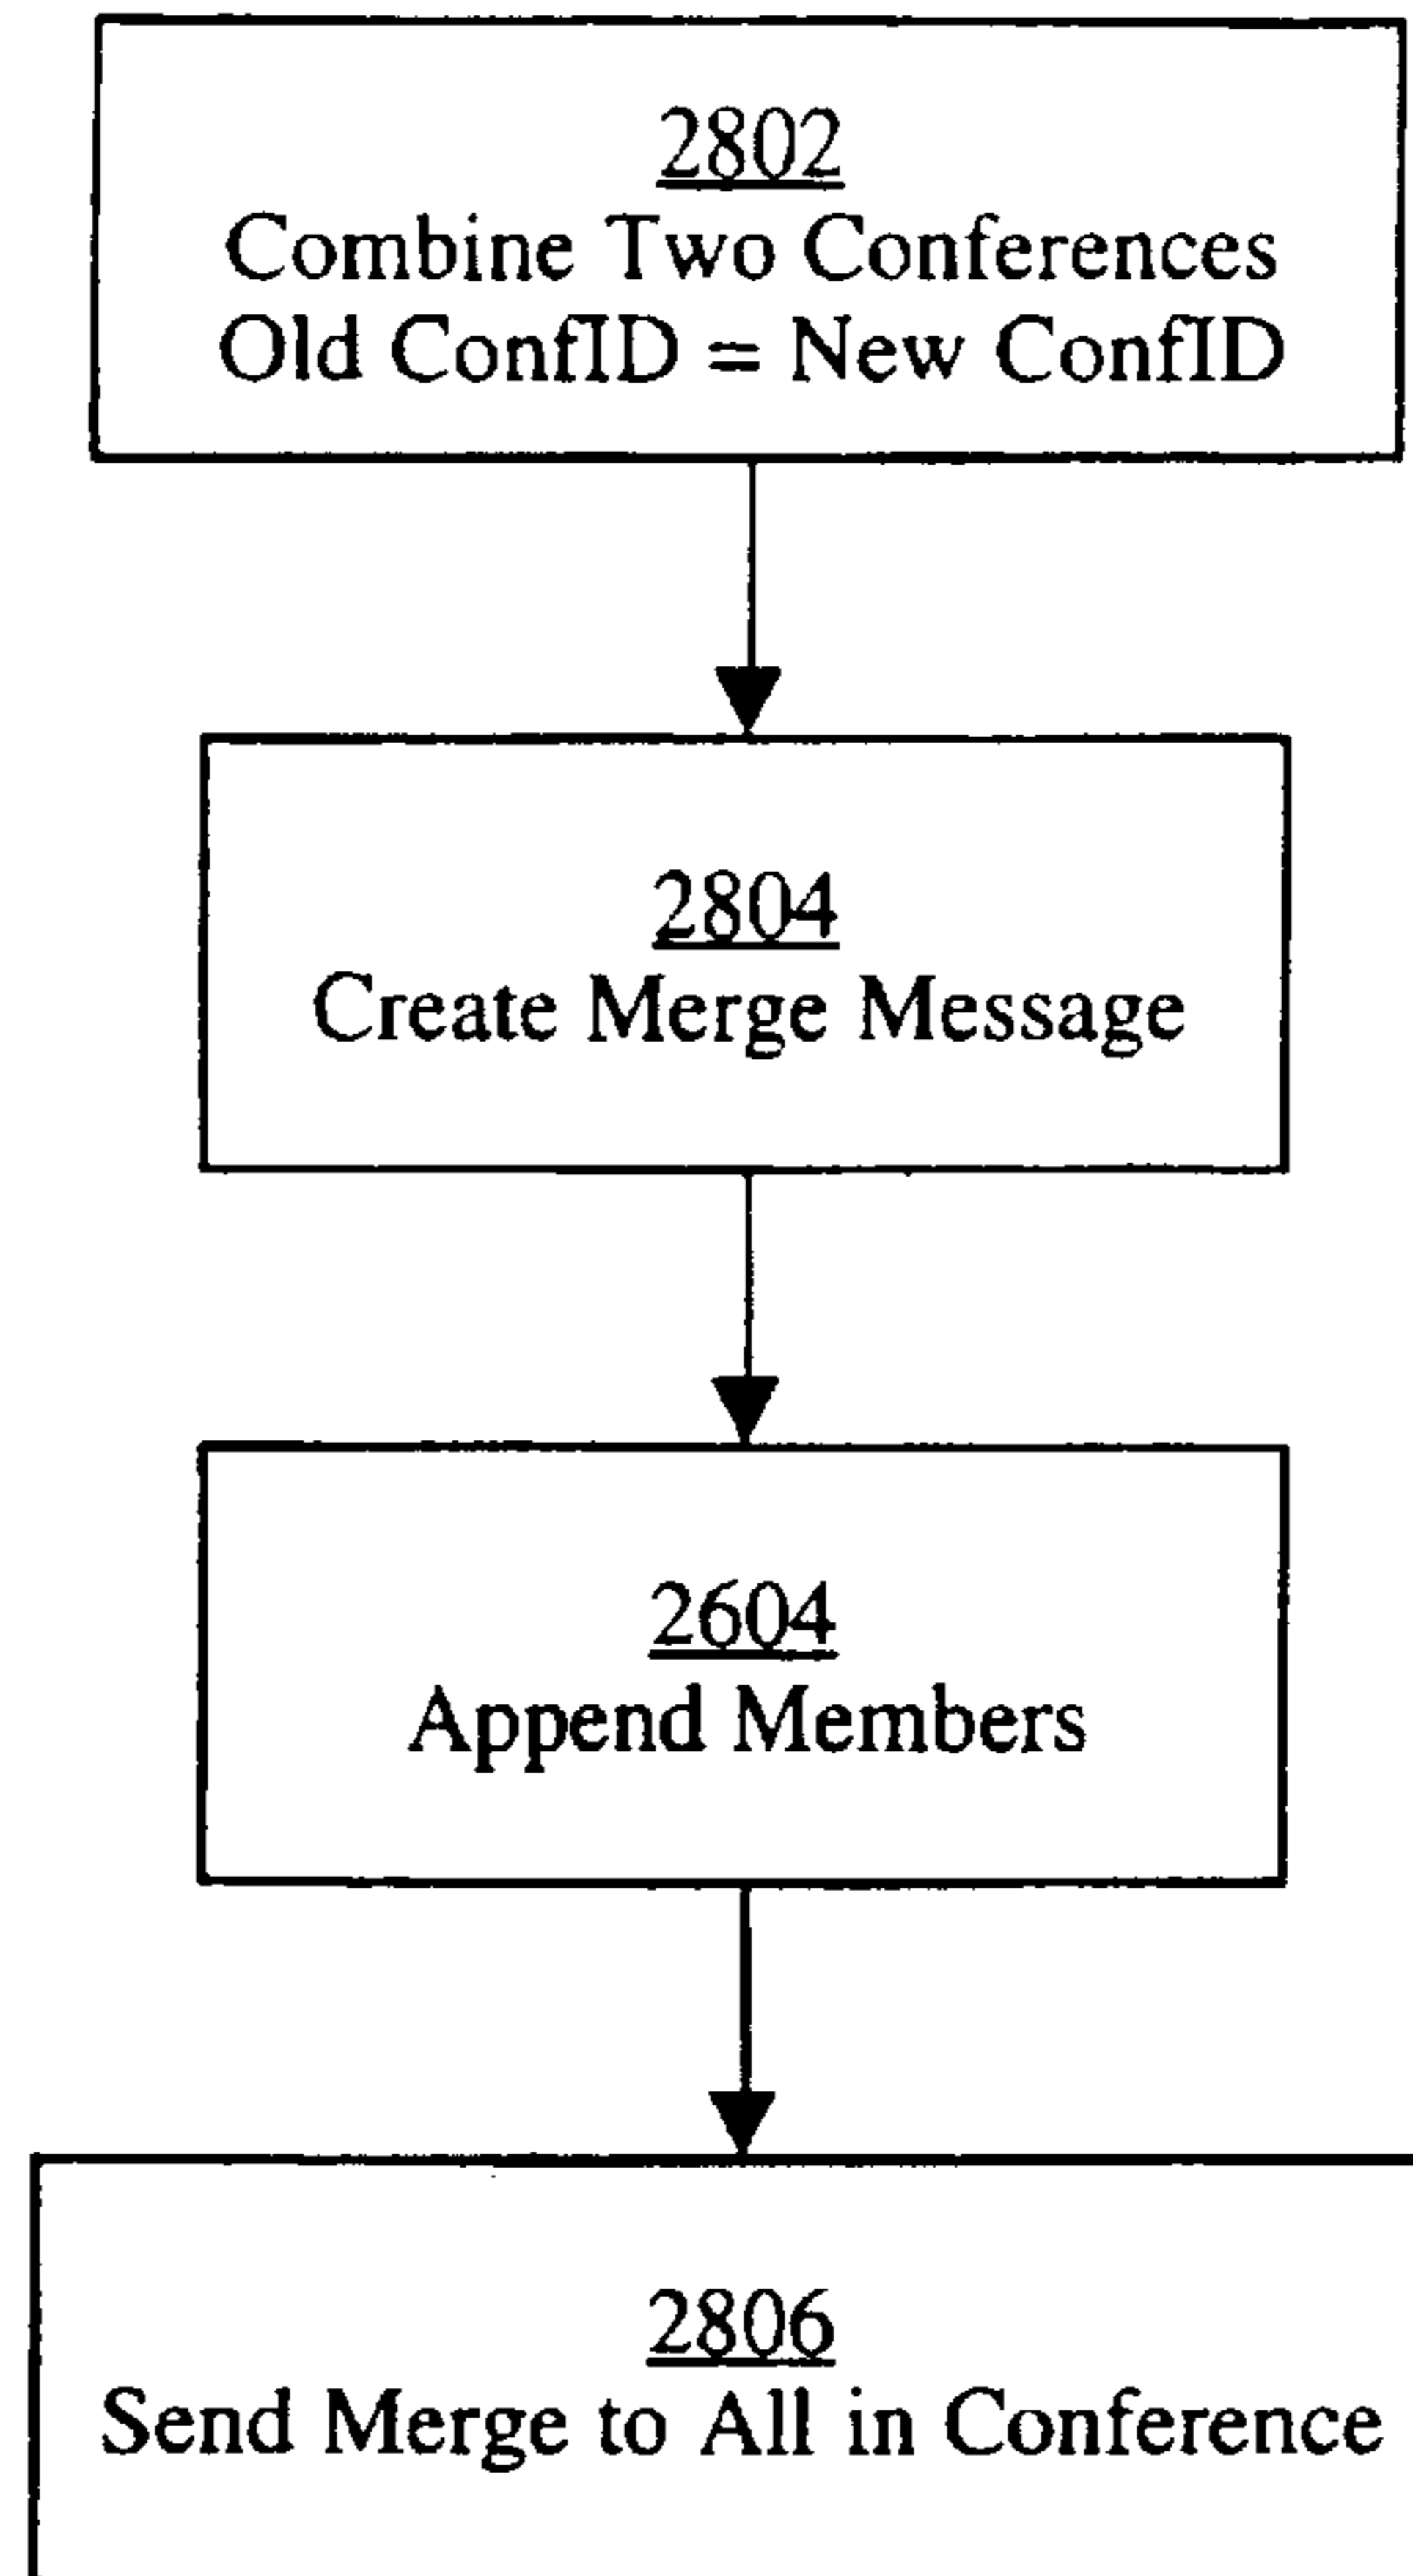 2802
Combine Two Conferences
Old ConfID = New ConfID
2804
Create Merge Message
2604
Append Members
2806
Send Merge to All in Conference